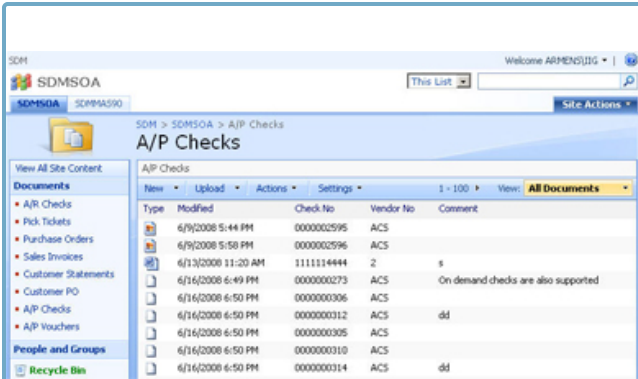 SDM
Welcome ARMENS\IIG
SDMSOA
This List
SDMSOA SDMMAS90
Site Actions
SDM > SDMSOA > A/P Checks
A/P Checks
View All Site Content
Documents
A/R Checks
Pick Tickets
Purchase Orders
Sales Invoices
Customer Statements
Customer PO
A/P Checks
A/P Vouchers
People and Groups
Recycle Bin
A/P Checks
New Upload Actions Settings 1 - 100 View: All Documents
Type Modified Check No Vendor No Comment
6/9/2008 5:44 PM 0000002595 ACS
6/9/2008 5:58 PM 0000002596 ACS
6/13/2008 11:20 AM 1111114444 2 s
6/16/2008 6:49 PM 0000000273 ACS On demand checks are also supported
6/16/2008 6:50 PM 0000000306 ACS
6/16/2008 6:50 PM 0000000312 ACS dd
6/16/2008 6:50 PM 0000000305 ACS
6/16/2008 6:50 PM 0000000310 ACS
6/16/2008 6:50 PM 0000000314 ACS dd